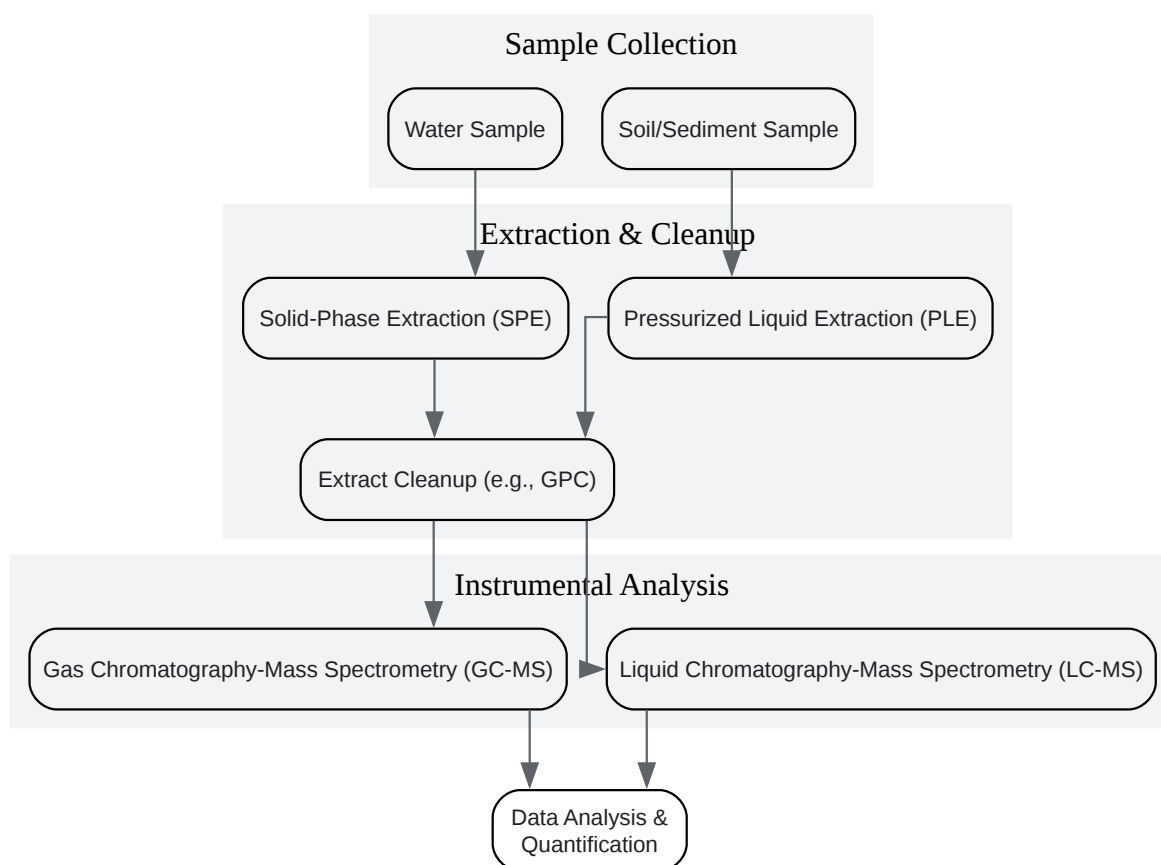 Sample Collection
Water Sample
Soil/Sediment Sample
Extraction & Cleanup
Solid-Phase Extraction (SPE)
Pressurized Liquid Extraction (PLE)
Extract Cleanup (e.g., GPC)
Instrumental Analysis
Gas Chromatography-Mass Spectrometry (GC-MS)
Liquid Chromatography-Mass Spectrometry (LC-MS)
Data Analysis &
Quantification